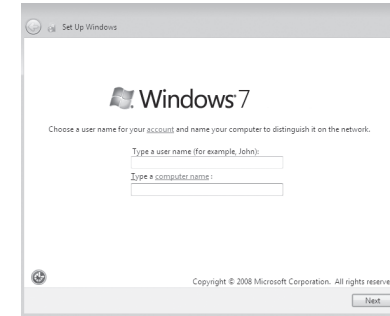 Set Up Windows
Windows 7
Choose a user name for your account and name your computer to distinguish it on the network.
Type a user name (for example, John):
Type a computer name :
Copyright © 2008 Microsoft Corporation. All rights reserve
Next